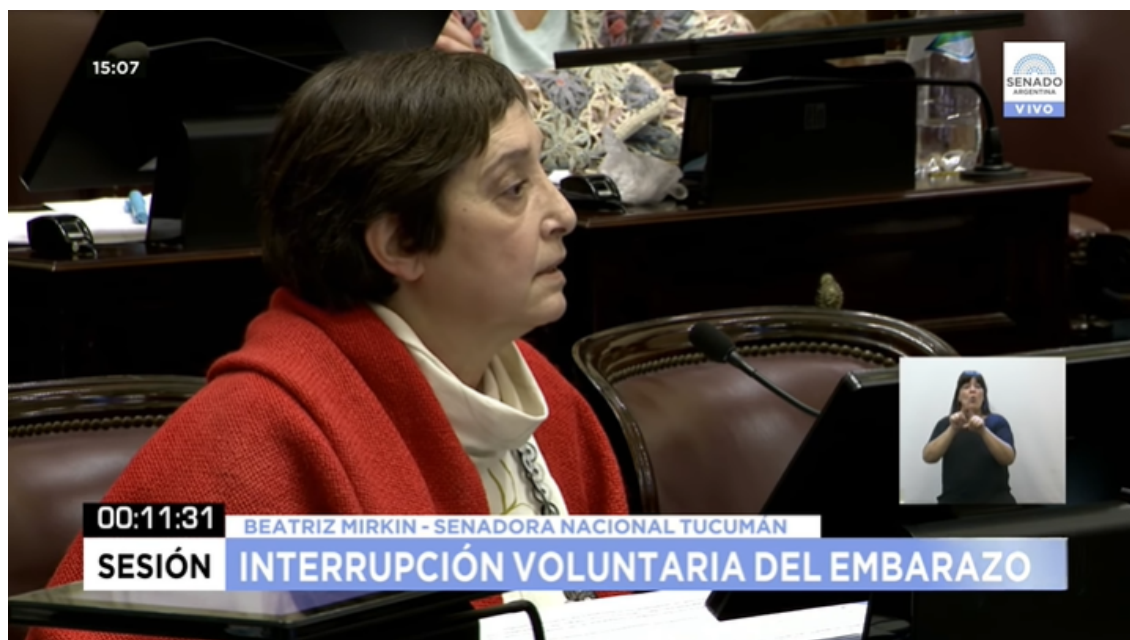 15:07
SENADO
ARGENTINA
VIVO
00:11:31
BEATRIZ MIRKIN - SENADORA NACIONAL TUCUMÁN
SESIÓN
INTERRUPCIÓN VOLUNTARIA DEL EMBARAZO